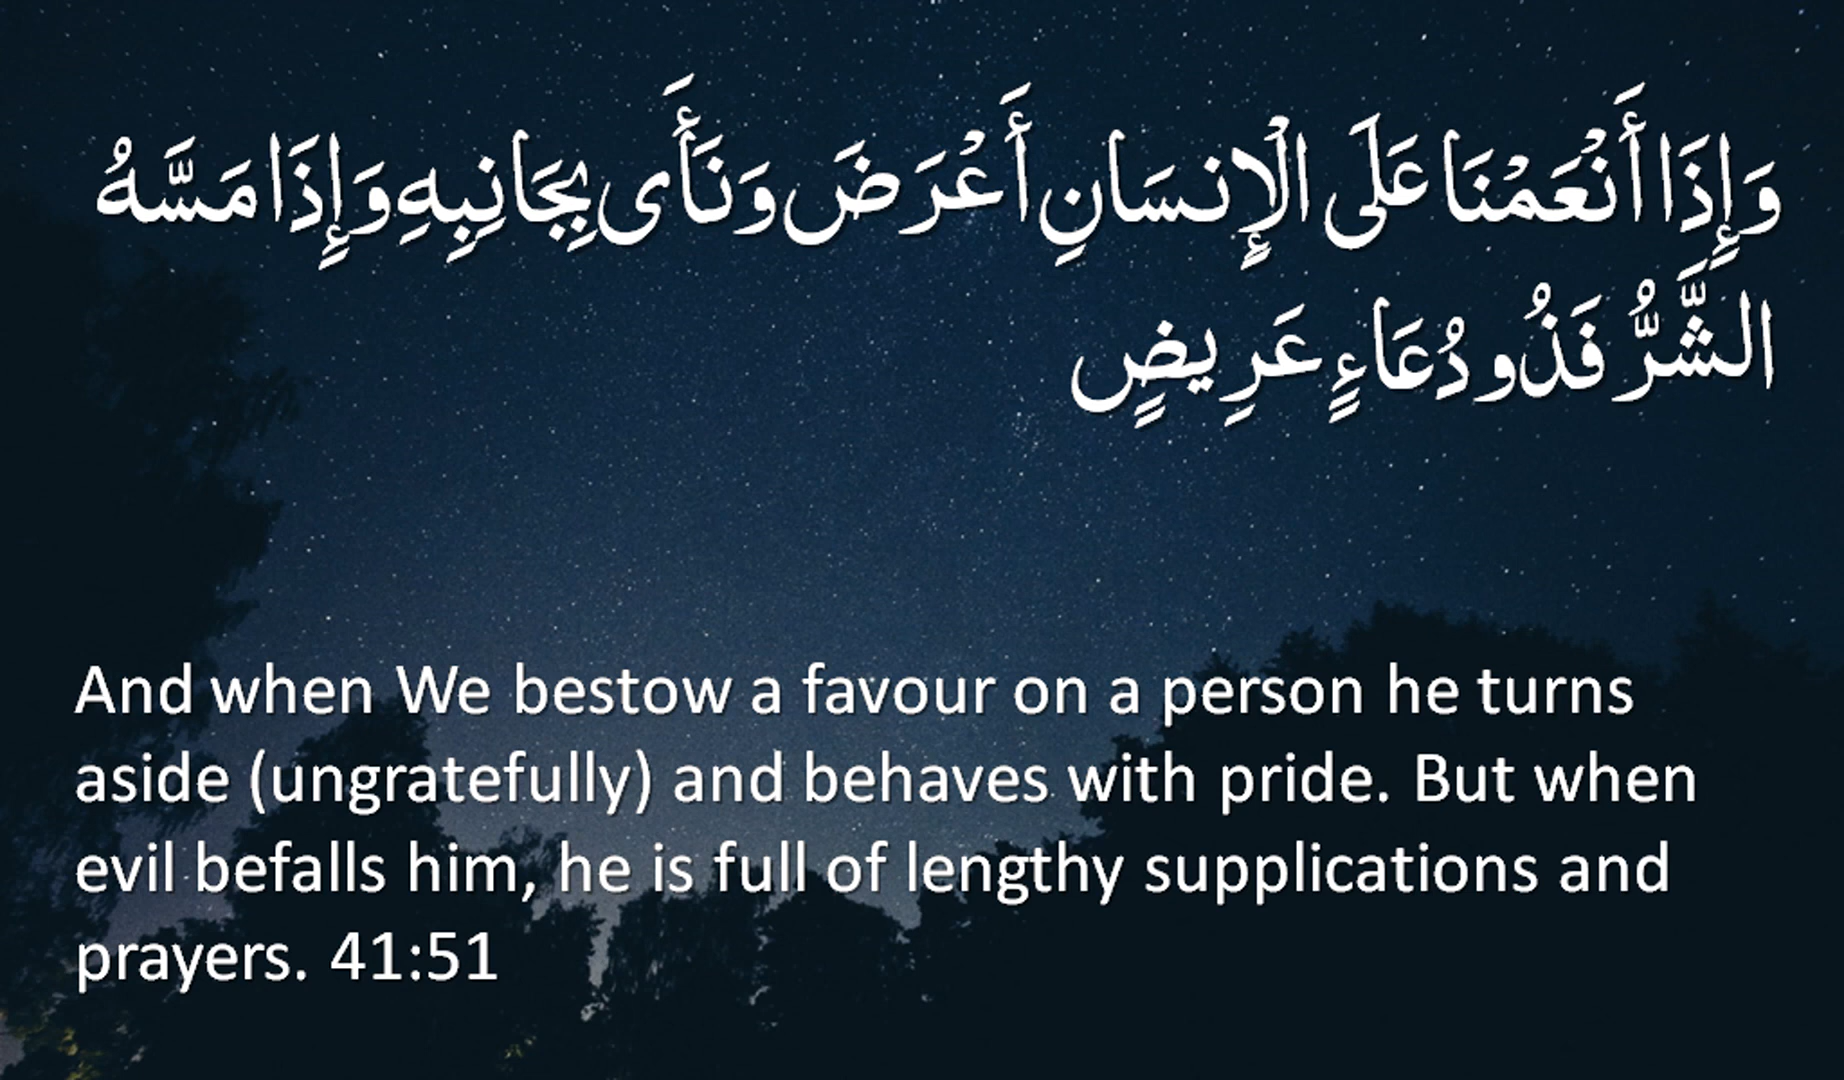 وَإِذَا أَنْعَمْنَا عَلَى الْإِنسَانِ أَعْرَضَ وَنَأَى بِجَانِبِهِ وَإِذَا مَسَّهُ
الشَّرُّ فَذُو دُعَاءٍ عَرِيضٍ
And when We bestow a favour on a person he turns
aside (ungratefully) and behaves with pride. But when
evil befalls him, he is full of lengthy supplications and
prayers. 41:51